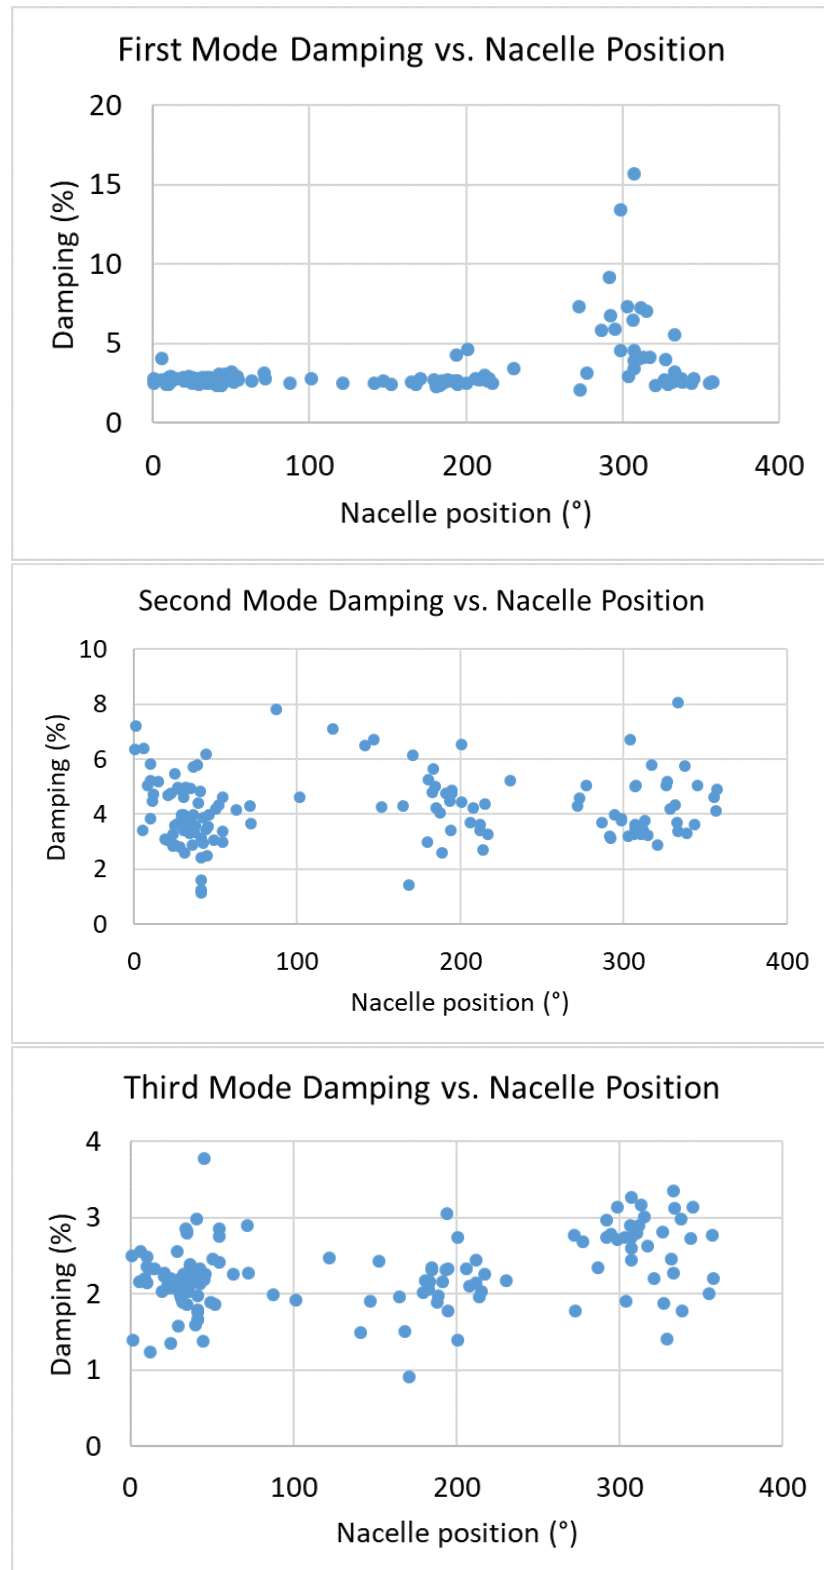 First Mode Damping vs. Nacelle Position
20
15
10
5
0
0 100 200 300 400
Damping (%)
Nacelle position (°)
Second Mode Damping vs. Nacelle Position
10
8
6
4
2
0
0 100 200 300 400
Damping (%)
Nacelle position (°)
Third Mode Damping vs. Nacelle Position
4
3
2
1
0
0 100 200 300 400
Damping (%)
Nacelle position (°)